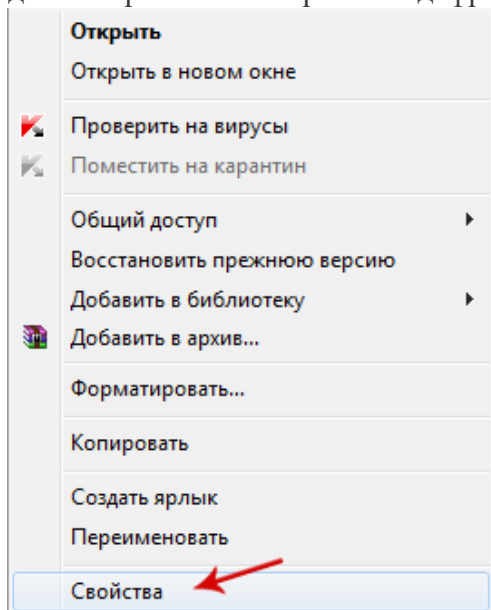 Открыть
Открыть в новом окне
Проверить на вирусы
Поместить на карантин
Общий доступ
Восстановить прежнюю версию
Добавить в библиотеку
Добавить в архив...
Форматировать...
Копировать
Создать ярлык
Переименовать
Свойства